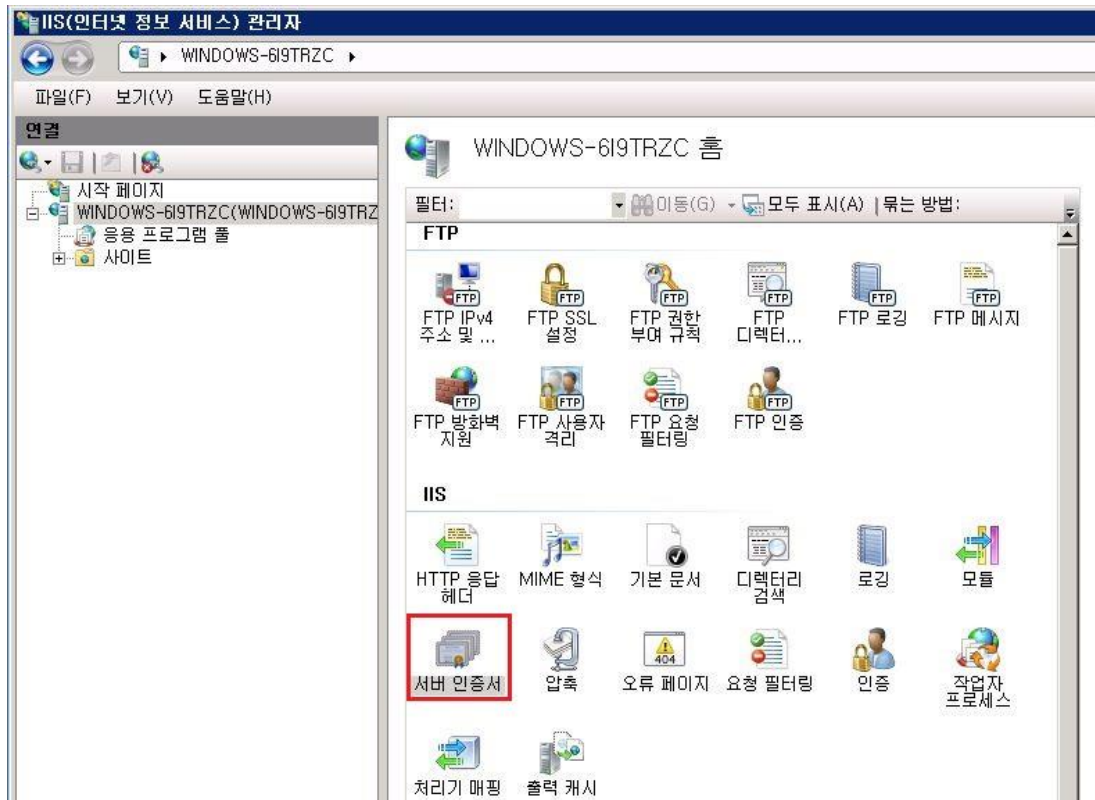 IIS(인터넷 정보 서비스) 관리자
WINDOWS-6I9TRZC
파일(F) 보기(V) 도움말(H)
연결
시작 페이지
WINDOWS-6I9TRZC(WINDOWS-6I9TRZ
응용 프로그램 풀
사이트
WINDOWS-6I9TRZC 홈
필터: 이동(G) 모두 표시(A) 묶는 방법:
FTP
FTP FTP FTP FTP FTP FTP
FTP IPv4 주소 및 ...
FTP SSL 설정
FTP 권한 부여 규칙
FTP 디렉터...
FTP 로깅
FTP 메시지
FTP FTP FTP FTP
FTP 방화벽 지원
FTP 사용자 격리
FTP 요청 필터링
FTP 인증
IIS
HTTP 응답 헤더
MIME 형식
기본 문서
디렉터리 검색
로깅
모듈
404
서버 인증서
압축
오류 페이지
요청 필터링
인증
작업자 프로세스
처리기 매핑
출력 캐시